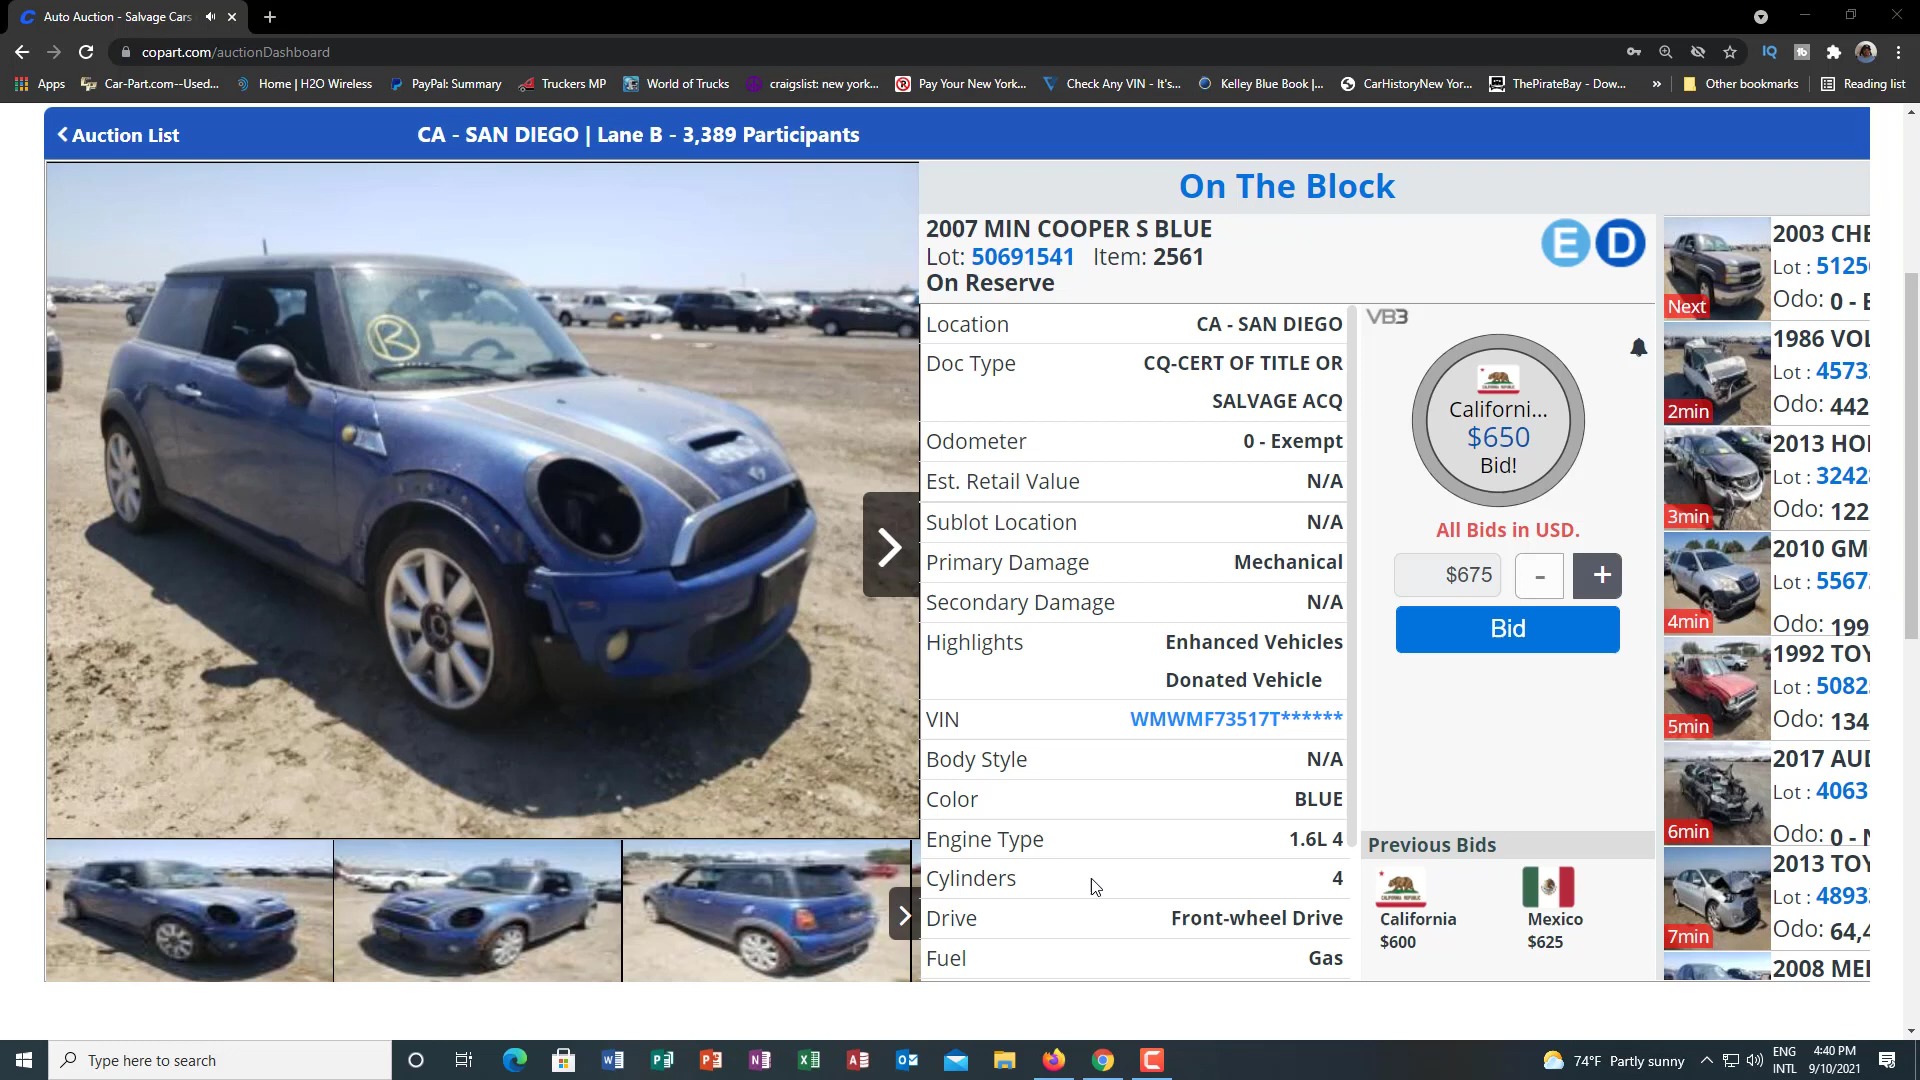 Auto Auction - Salvage Cars
copart.com/auctionDashboard
Apps
Car-Part.com--Used...
Home | H2O Wireless
PayPal: Summary
Truckers MP
World of Trucks
craigslist: new york...
Pay Your New York...
Check Any VIN - It's...
Kelley Blue Book |...
CarHistoryNew Yor...
ThePirateBay - Dow...
»
Other bookmarks
Reading list
Auction List
CA - SAN DIEGO | Lane B - 3,389 Participants
R
On The Block
2007 MIN COOPER S BLUE
Lot: 50691541 Item: 2561
On Reserve
E D
Location CA - SAN DIEGO
Doc Type CQ-CERT OF TITLE OR
SALVAGE ACQ
Odometer 0 - Exempt
Est. Retail Value N/A
Sublot Location N/A
Primary Damage Mechanical
Secondary Damage N/A
Highlights Enhanced Vehicles
Donated Vehicle
VIN WMWMF73517T******
Body Style N/A
Color BLUE
Engine Type 1.6L 4
Cylinders 4
Drive Front-wheel Drive
Fuel Gas
VB3
Californi...
$650
Bid!
All Bids in USD.
$675 - +
Bid
Previous Bids
California
$600
Mexico
$625
2003 CHE
Lot : 5125
Odo: 0 - E
Next
1986 VOL
Lot : 4573
Odo: 442
2min
2013 HO
Lot : 3242
Odo: 122
3min
2010 GM
Lot : 5567
Odo: 199
4min
1992 TOY
Lot : 5082
Odo: 134
5min
2017 AUD
Lot : 4063
Odo: 0 - N
6min
2013 TOY
Lot : 4893
Odo: 64,4
7min
2008 MER
Type here to search
74°F Partly sunny
ENG
INTL
4:40 PM
9/10/2021